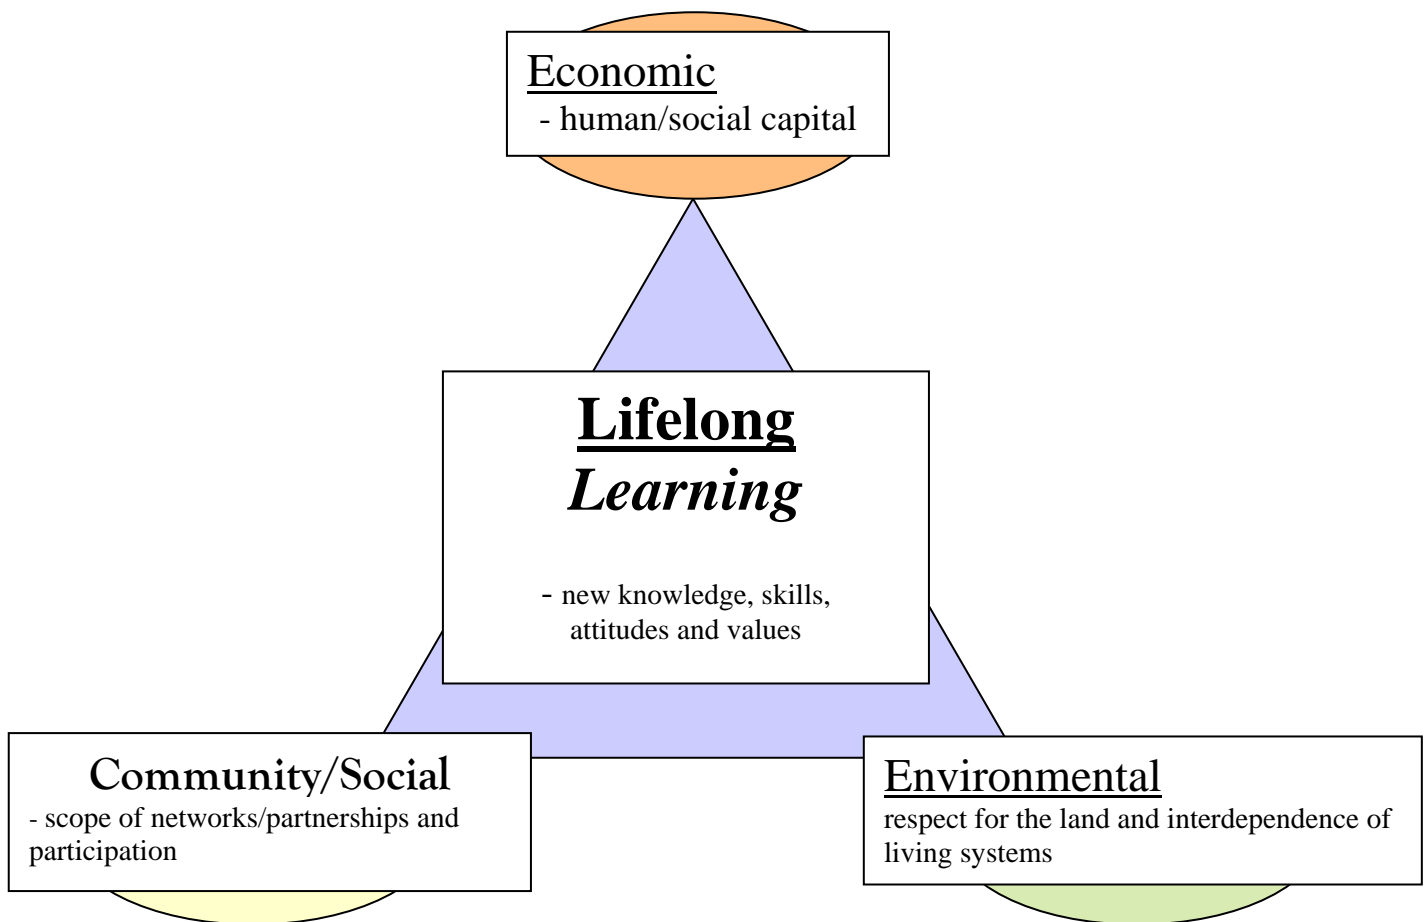 Economic
- human/social capital
Lifelong
Learning
- new knowledge, skills,
attitudes and values
Community/Social
- scope of networks/partnerships and
participation
Environmental
respect for the land and interdependence of
living systems